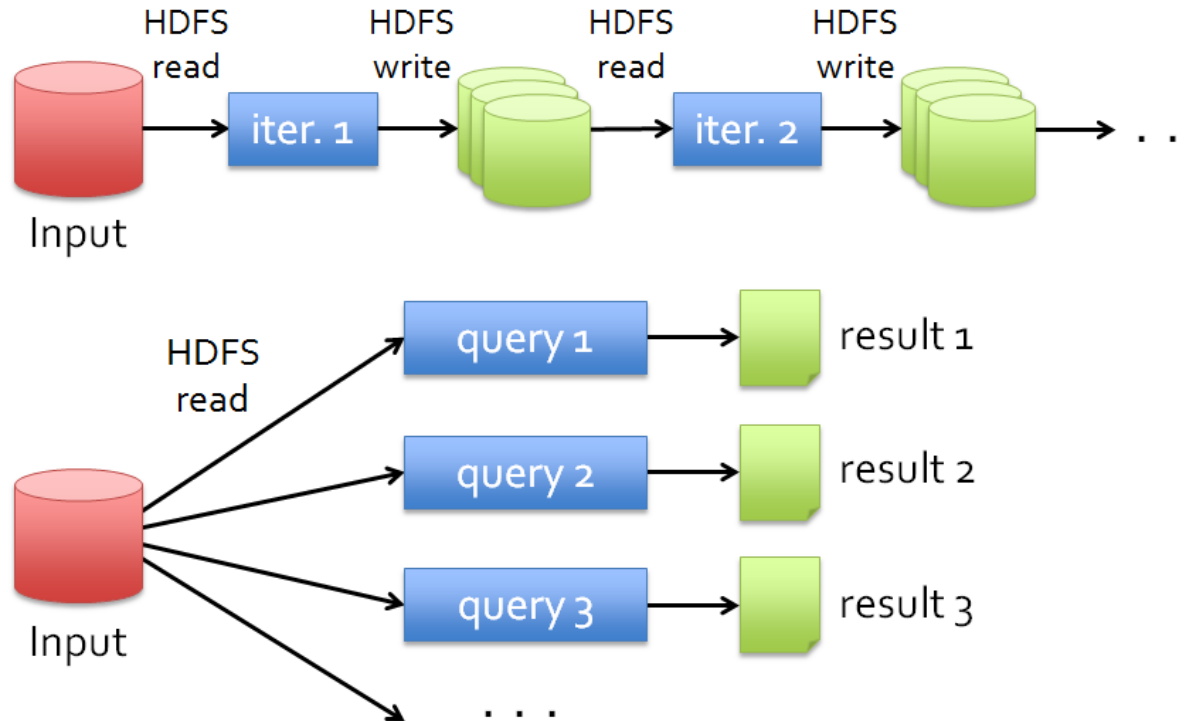 HDFS
read
HDFS
write
HDFS
read
HDFS
write
iter. 1
iter. 2
. .
Input
HDFS
read
query 1
result 1
query 2
result 2
query 3
result 3
Input
. . .